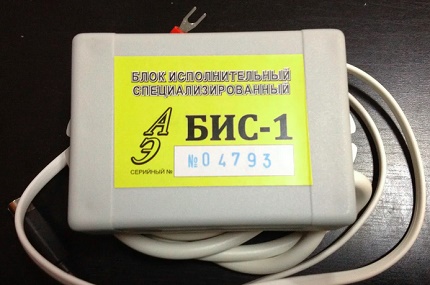 БЛОК ИСПОЛНИТЕЛЬНЫЙ
СПЕЦИАЛИЗИРОВАННЫЙ
АЭ БИС-1
СЕРИЙНЫЙ № №04793